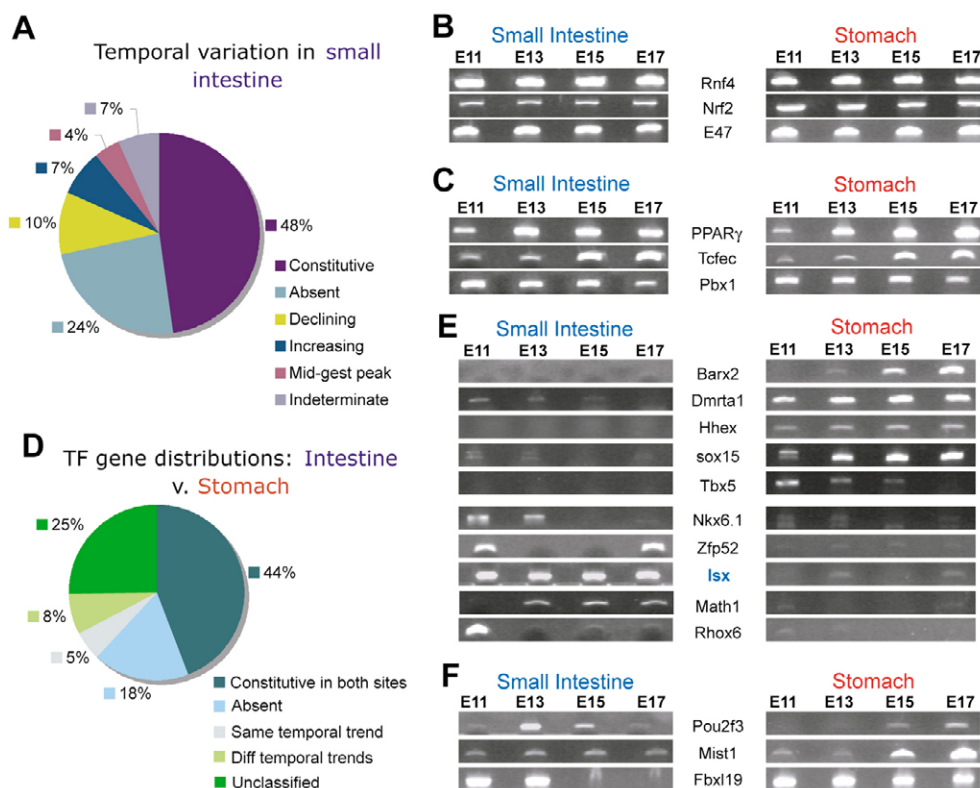 A
Temporal variation in small
intestine
7%
4%
7%
10%
48%
24%
Constitutive
Absent
Declining
Increasing
Mid-gest peak
Indeterminate
B
Small Intestine
Stomach
E11 E13 E15 E17
E11 E13 E15 E17
Rnf4
Nrf2
E47
C
Small Intestine
Stomach
E11 E13 E15 E17
E11 E13 E15 E17
PPARγ
Tcfec
Pbx1
D
TF gene distributions: Intestine
v. Stomach
25%
44%
8%
5%
18%
Constitutive in both sites
Absent
Same temporal trend
Diff temporal trends
Unclassified
E
Small Intestine
Stomach
E11 E13 E15 E17
E11 E13 E15 E17
Barx2
Dmrta1
Hhex
sox15
Tbx5
Nkx6.1
Zfp52
Isx
Math1
Rhox6
F
Small Intestine
Stomach
E11 E13 E15 E17
E11 E13 E15 E17
Pou2f3
Mist1
Fbxl19